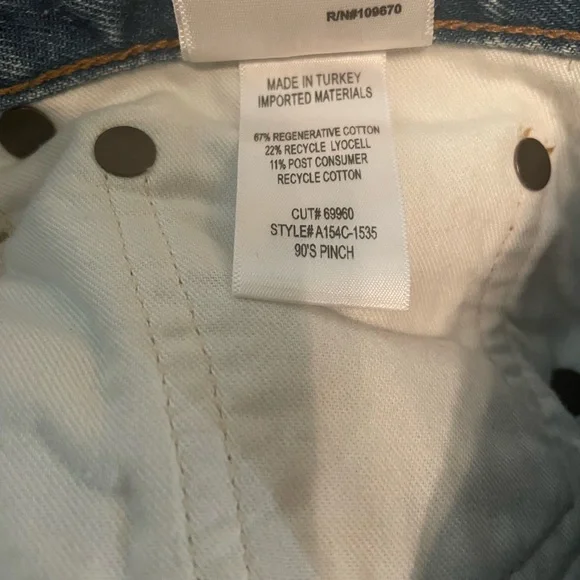 R/N#109670
MADE IN TURKEY
IMPORTED MATERIALS
67% REGENERATIVE COTTON
22% RECYCLE LYOCELL
11% POST CONSUMER
RECYCLE COTTON
CUT# 69960
STYLE#A154C-1535
90'S PINCH